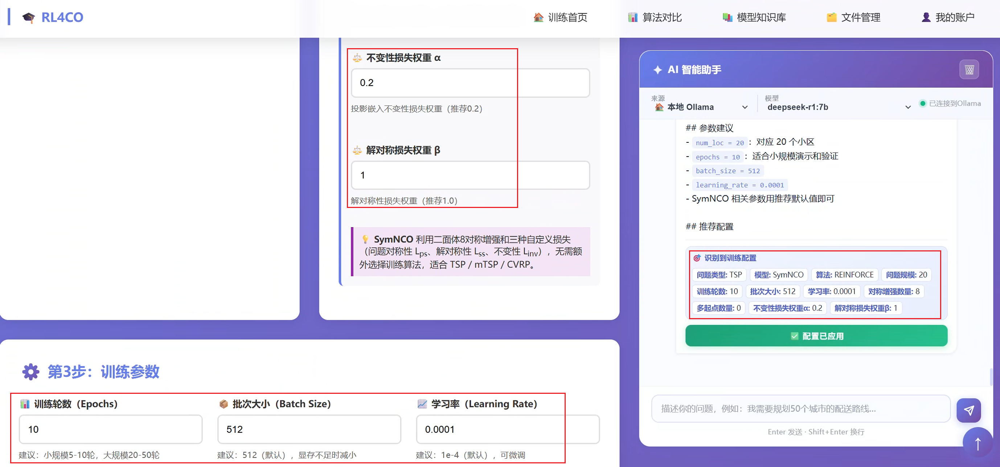 RL4CO
训练首页
算法对比
模型知识库
文件管理
我的账户
不变性损失权重 α
0.2
投影嵌入不变性损失权重（推荐0.2）
解对称损失权重 β
1
解对称性损失权重（推荐1.0）
SymNCO 利用二面体8对称增强和三种自定义损失
（问题对称性 Lps、解对称性 Lss、不变性 Linv），无需额
外选择训练算法，适合 TSP / mTSP / CVRP。
第3步：训练参数
训练轮数（Epochs）
10
建议：小规模5-10轮，大规模20-50轮
批次大小（Batch Size）
512
建议：512（默认），显存不足时减小
学习率（Learning Rate）
0.0001
建议：1e-4（默认），可微调
AI 智能助手
来源
本地 Ollama
模型
deepseek-r1:7b
已连接到Ollama
## 参数建议
- num_loc = 20：对应 20 个小区
- epochs = 10：适合小规模演示和验证
- batch_size = 512
- learning_rate = 0.0001
- SymNCO 相关参数用推荐默认值即可
## 推荐配置
识别到训练配置
问题类型: TSP 模型: SymNCO 算法: REINFORCE 问题规模: 20
训练轮数: 10 批次大小: 512 学习率: 0.0001 对称增强数量: 8
多起点数量: 0 不变性损失权重α: 0.2 解对称损失权重β: 1
配置已应用
描述你的问题，例如：我需要规划50个城市的配送路线...
Enter 发送 · Shift+Enter 换行